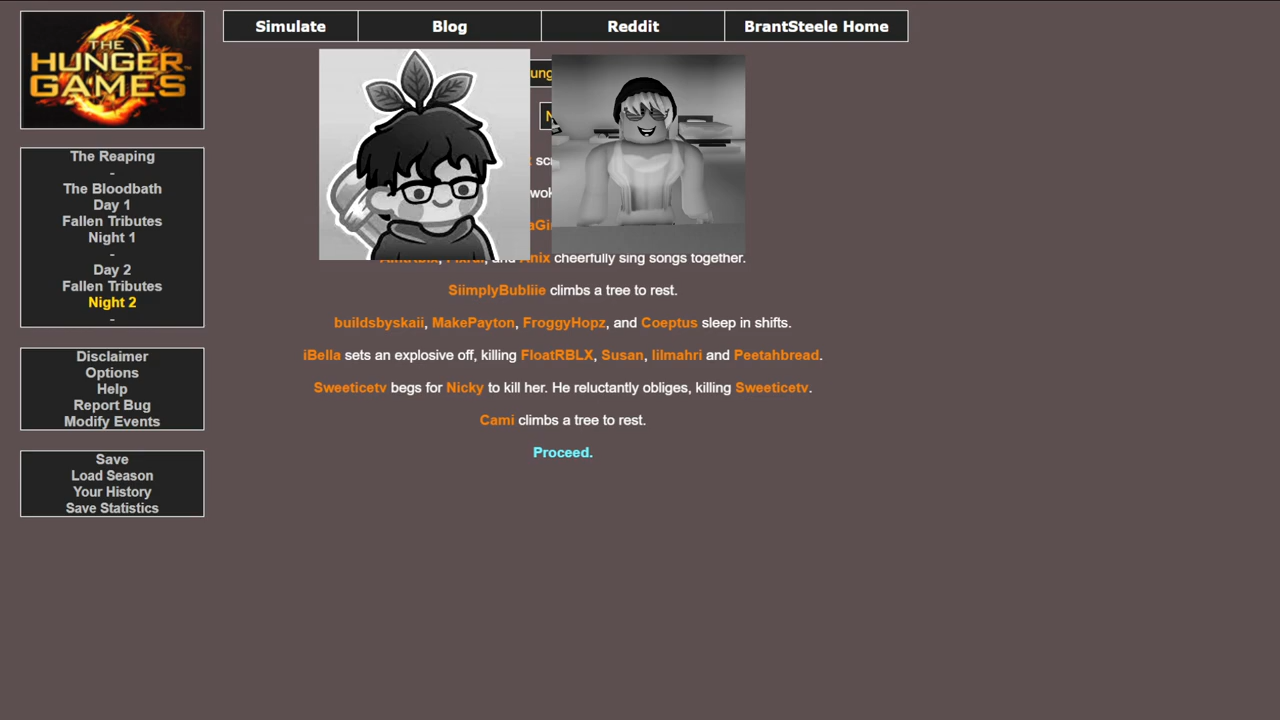 THE HUNGER GAMES
Simulate
Blog
Reddit
BrantSteele Home
The Reaping
-
The Bloodbath
Day 1
Fallen Tributes
Night 1
-
Day 2
Fallen Tributes
Night 2
-
Disclaimer
Options
Help
Report Bug
Modify Events
Save
Load Season
Your History
Save Statistics
and Anix cheerfully sing songs together.
SiimplyBubliie climbs a tree to rest.
buildsbyskaii, MakePayton, FroggyHopz, and Coeptus sleep in shifts.
iBella sets an explosive off, killing FloatRBLX, Susan, lilmahri and Peetahbread.
Sweeticetv begs for Nicky to kill her. He reluctantly obliges, killing Sweeticetv.
Cami climbs a tree to rest.
Proceed.